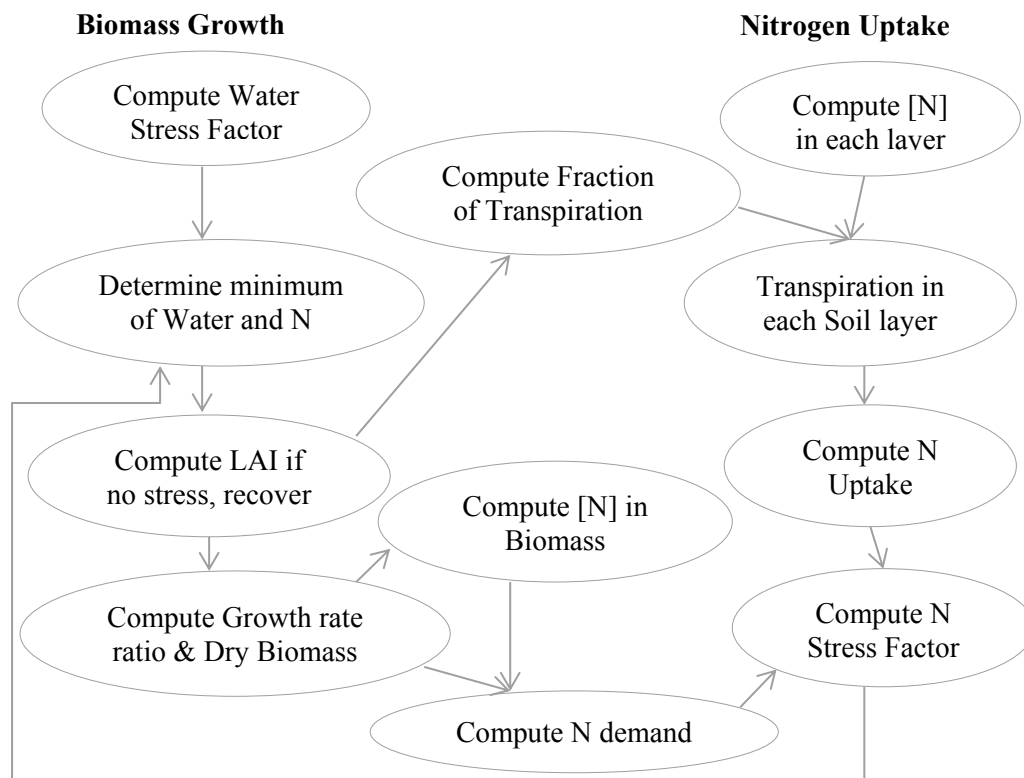 Biomass Growth
Nitrogen Uptake
Compute Water
Stress Factor
Compute [N]
in each laver
Compute Fraction
of Transpiration
Determine minimum
of Water and N
Transpiration in
each Soil layer
Compute LAI if
no stress, recover
Compute N
Uptake
Compute [N] in
Biomass
Compute Growth rate
ratio & Dry Biomass
Compute N
Stress Factor
Compute N demand